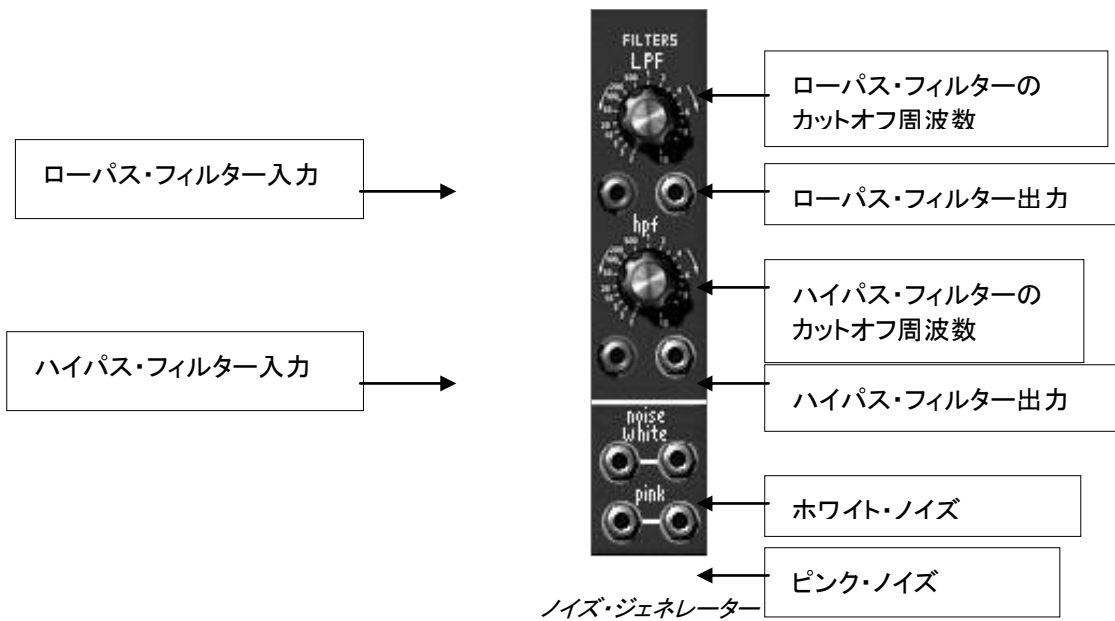 FILTERS
LPF
ローパス・フィルターの
カットオフ周波数
ローパス・フィルター入力
ローパス・フィルター出力
hpf
ハイパス・フィルターの
カットオフ周波数
ハイパス・フィルター入力
ハイパス・フィルター出力
noise
white
ホワイト・ノイズ
pink
ピンク・ノイズ
ノイズ・ジェネレーター